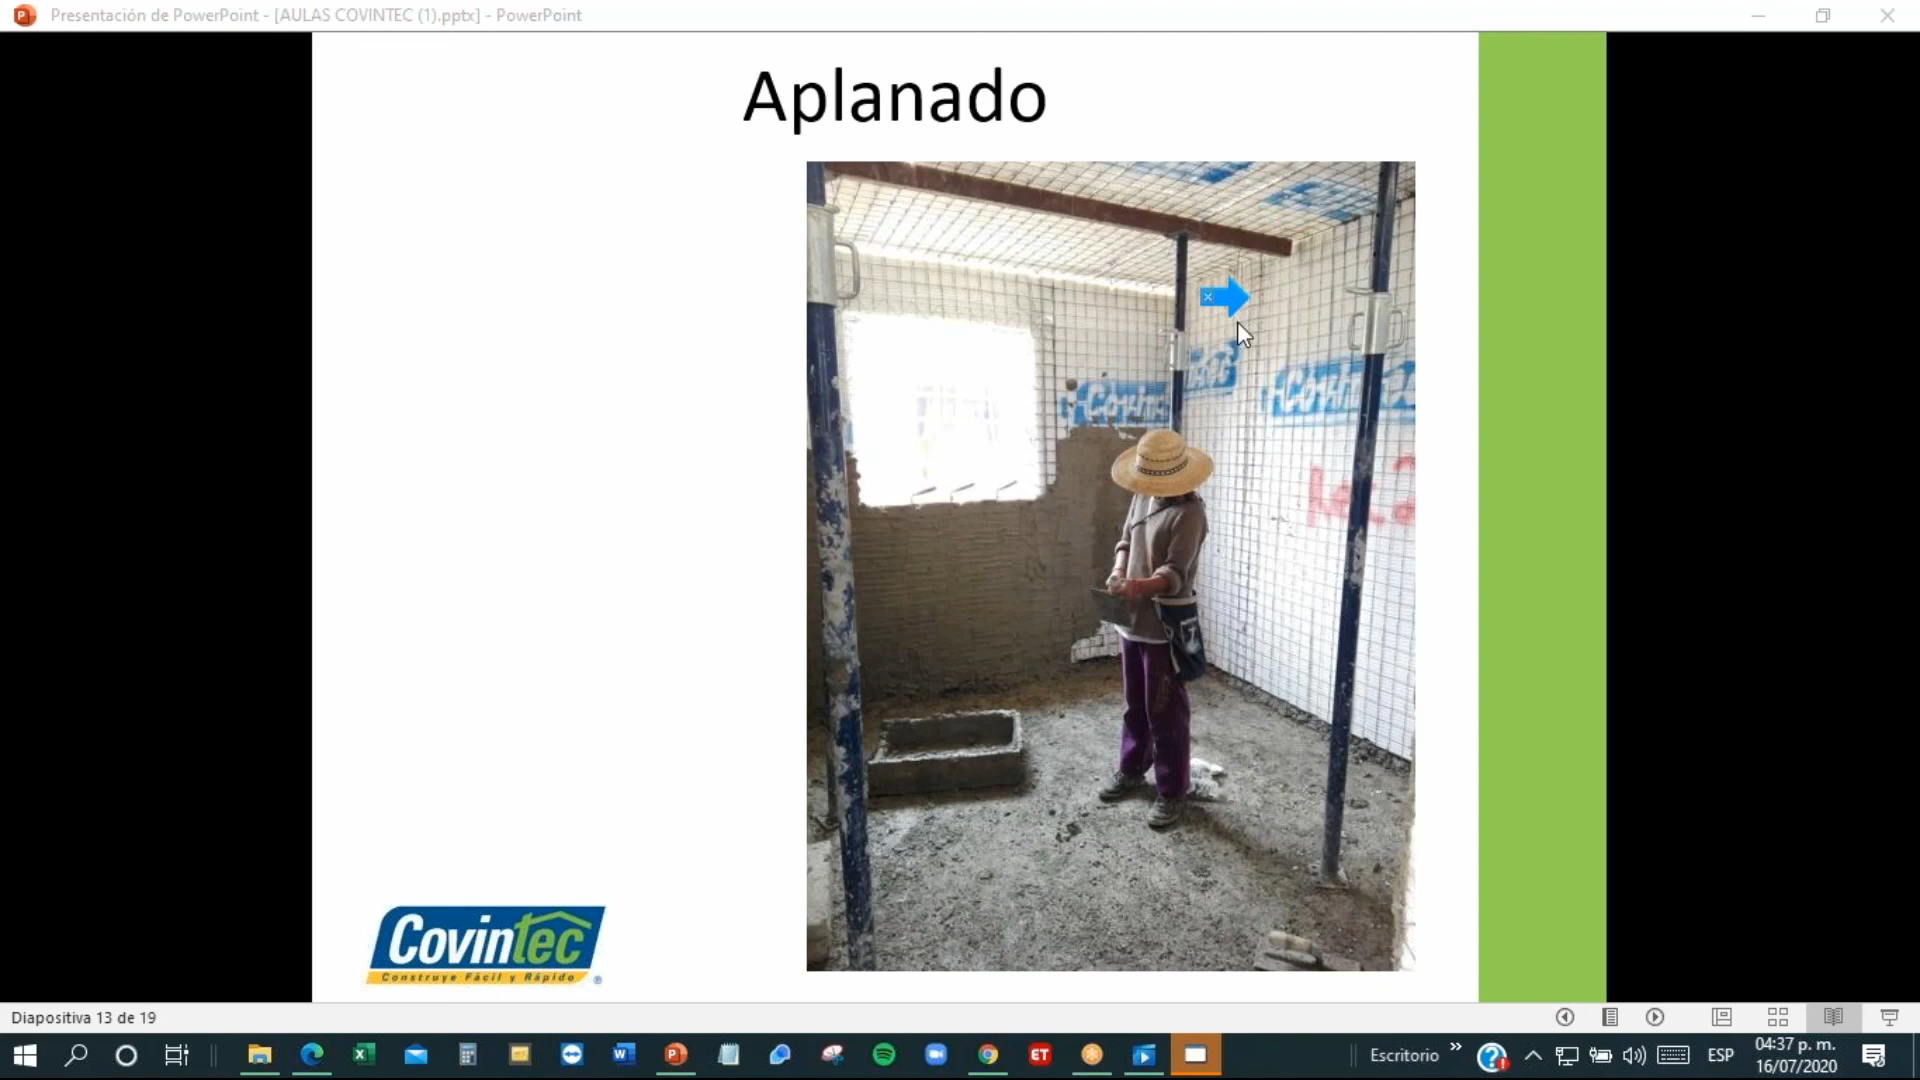 Presentación de PowerPoint - [AULAS COVINTEC (1).pptx] - PowerPoint
Aplanado
Covintec
Construye Fácil y Rápido ®
Diapositiva 13 de 19
Escritorio
ESP
04:37 p. m.
16/07/2020
ET